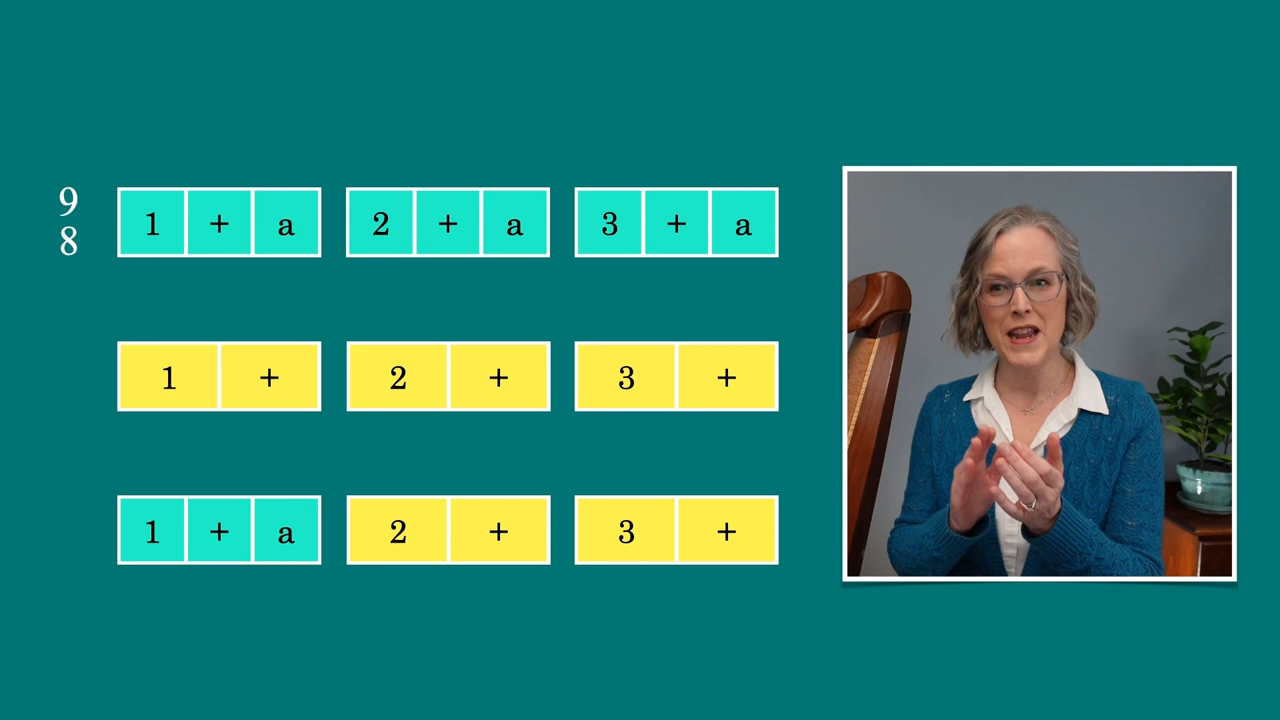 9
8
1 + a 2 + a 3 + a
1 + 2 + 3 +
1 + a 2 + 3 +